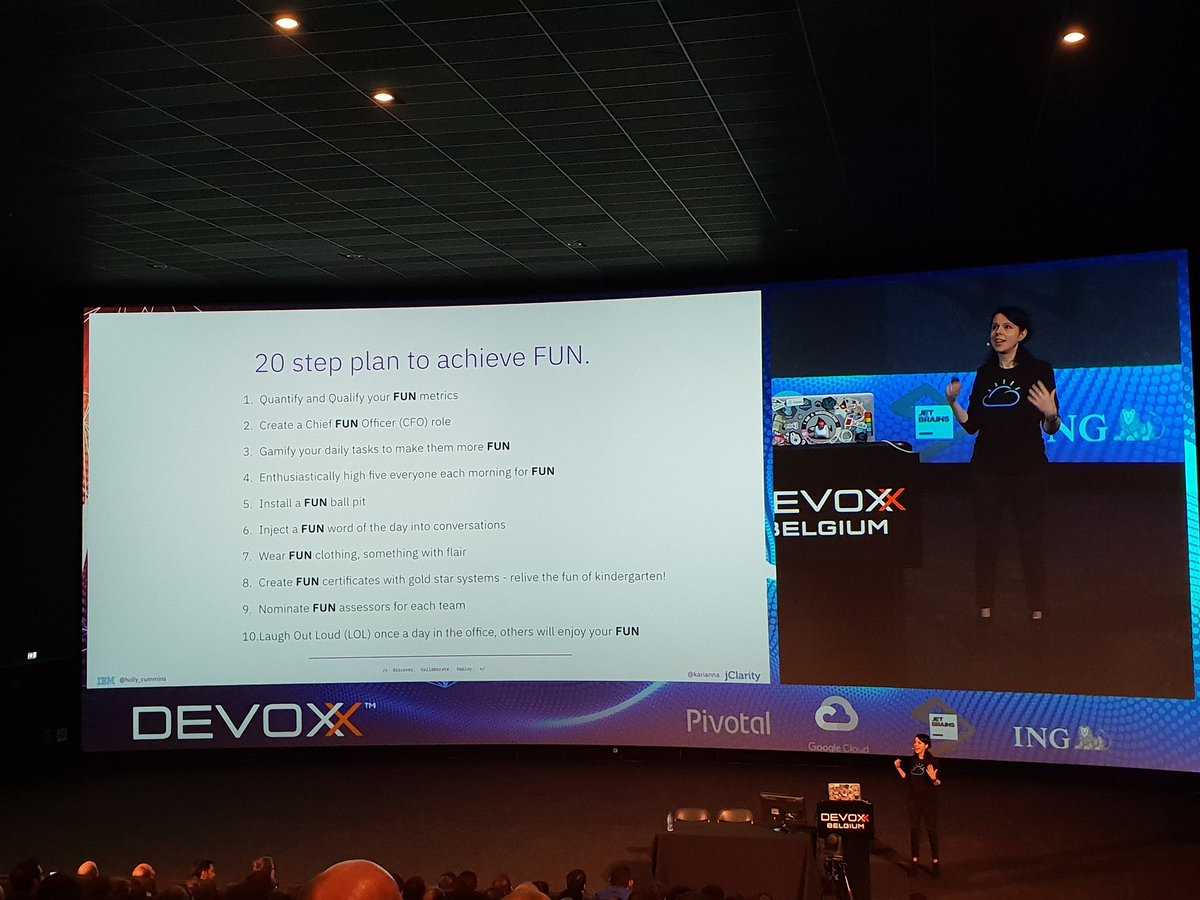 20 step plan to achieve FUN.
1. Quantify and Qualify your FUN metrics
2. Create a Chief FUN Officer (CFO) role
3. Gamify your daily tasks to make them more FUN
4. Enthusiastically high five everyone each morning for FUN
5. Install a FUN ball pit
6. Inject a FUN word of the day into conversations
7. Wear FUN clothing, something with flair
8. Create FUN certificates with gold star systems - relive the fun of kindergarten!
9. Nominate FUN assessors for each team
10.Laugh Out Loud (LOL) once a day in the office, others will enjoy your FUN
IBM @holly_cummins
@karianna jClarity
JET BRAINS
NG
EVOXX
BELGIUM
DEVOXX™
Pivotal
Google Cloud
JET BRAINS
ING
DEVOXX
BELGIUM